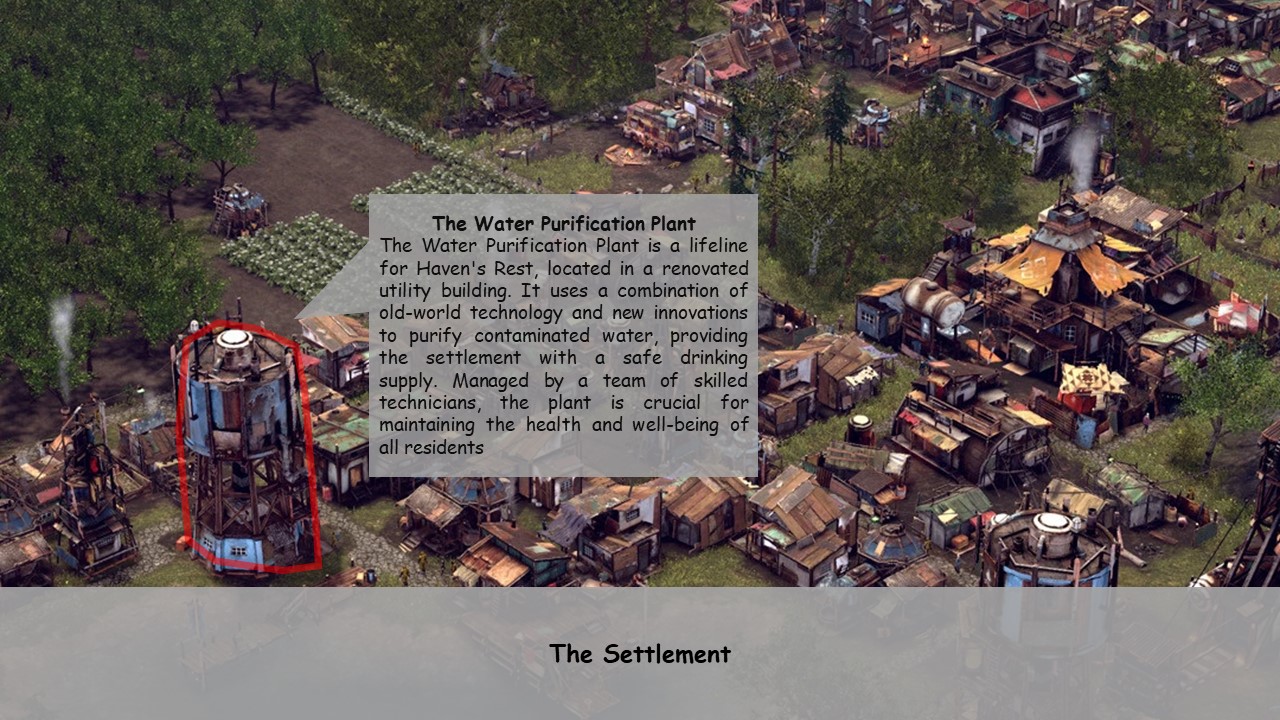 The Water Purification Plant
The Water Purification Plant is a lifeline
for Haven's Rest, located in a renovated
utility building. It uses a combination of
old-world technology and new innovations
to purify contaminated water, providing
the settlement with a safe drinking
supply. Managed by a team of skilled
technicians, the plant is crucial for
maintaining the health and well-being of
all residents
The Settlement